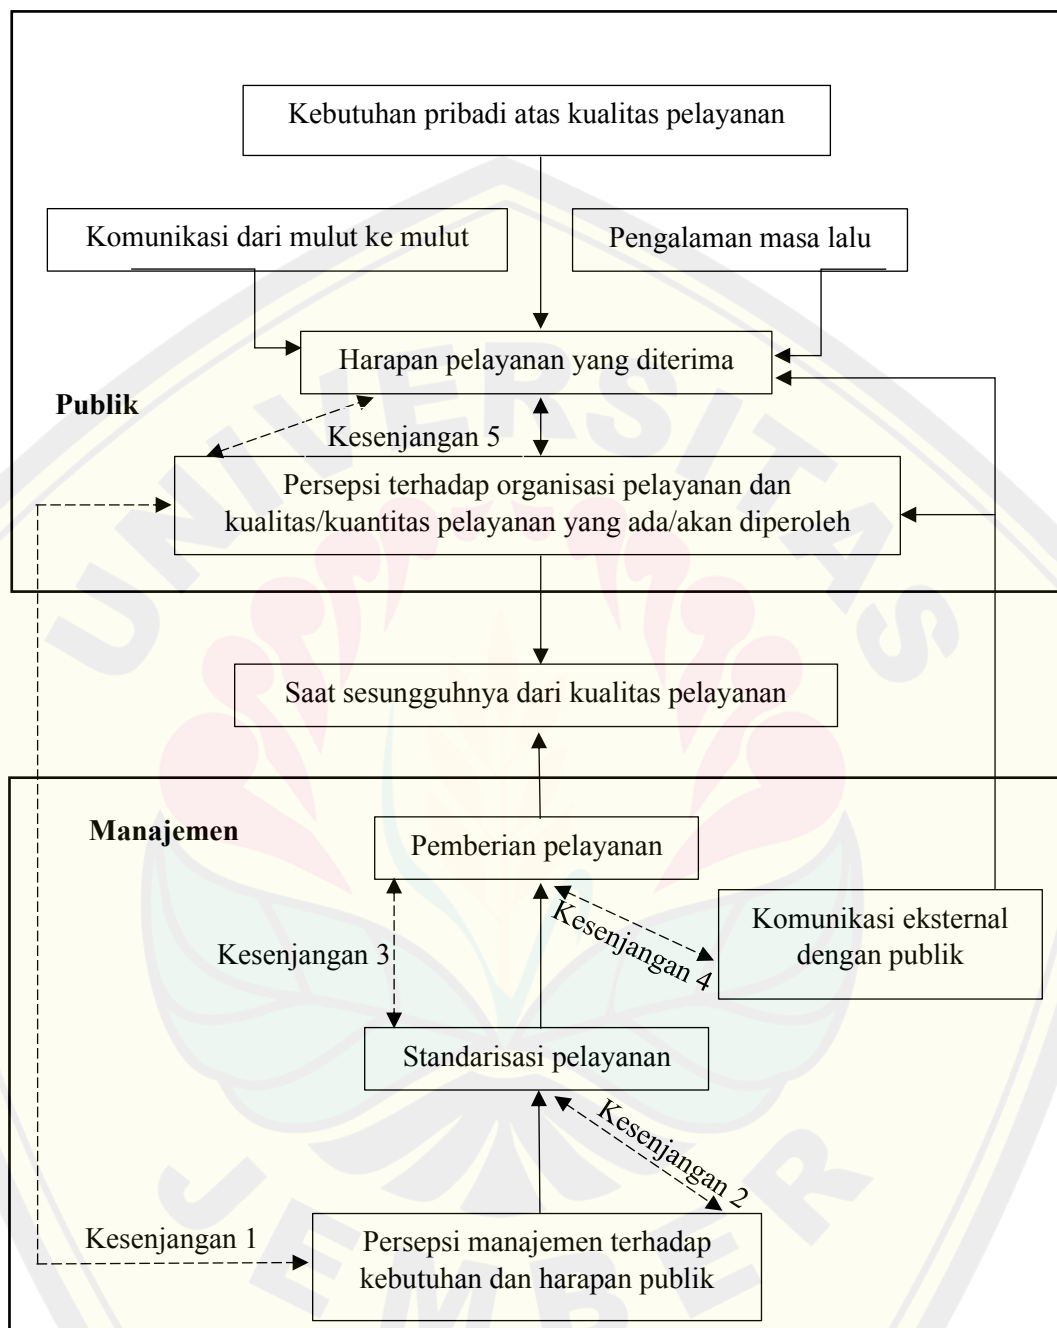 Kebutuhan pribadi atas kualitas pelayanan
Komunikasi dari mulut ke mulut
Pengalaman masa lalu
Harapan pelayanan yang diterima
Publik
Kesenjangan 5
Persepsi terhadap organisasi pelayanan dan
kualitas/kuantitas pelayanan yang ada/akan diperoleh
Saat sesungguhnya dari kualitas pelayanan
Manajemen
Pemberian pelayanan
Kesenjangan 3
Kesenjangan 4
Komunikasi eksternal
dengan publik
Standarisasi pelayanan
Kesenjangan 2
Kesenjangan 1
Persepsi manajemen terhadap
kebutuhan dan harapan publik
UNIVERSITAS
JEMBER